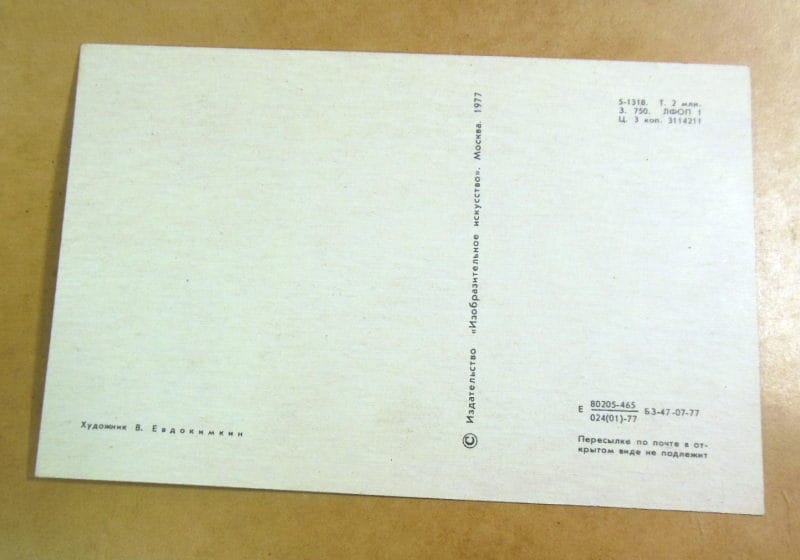 5-1318. Т. 2 млн.
З. 750. ЛФОП 1
Ц. 3 коп. 3114211
© Издательство «Изобразительное искусство». Москва. 1977
Художник В. Евдокимкин
Е 80205-465 БЗ-47-07-77
024(01)-77
Пересылке по почте в от-
крытом виде не подлежит